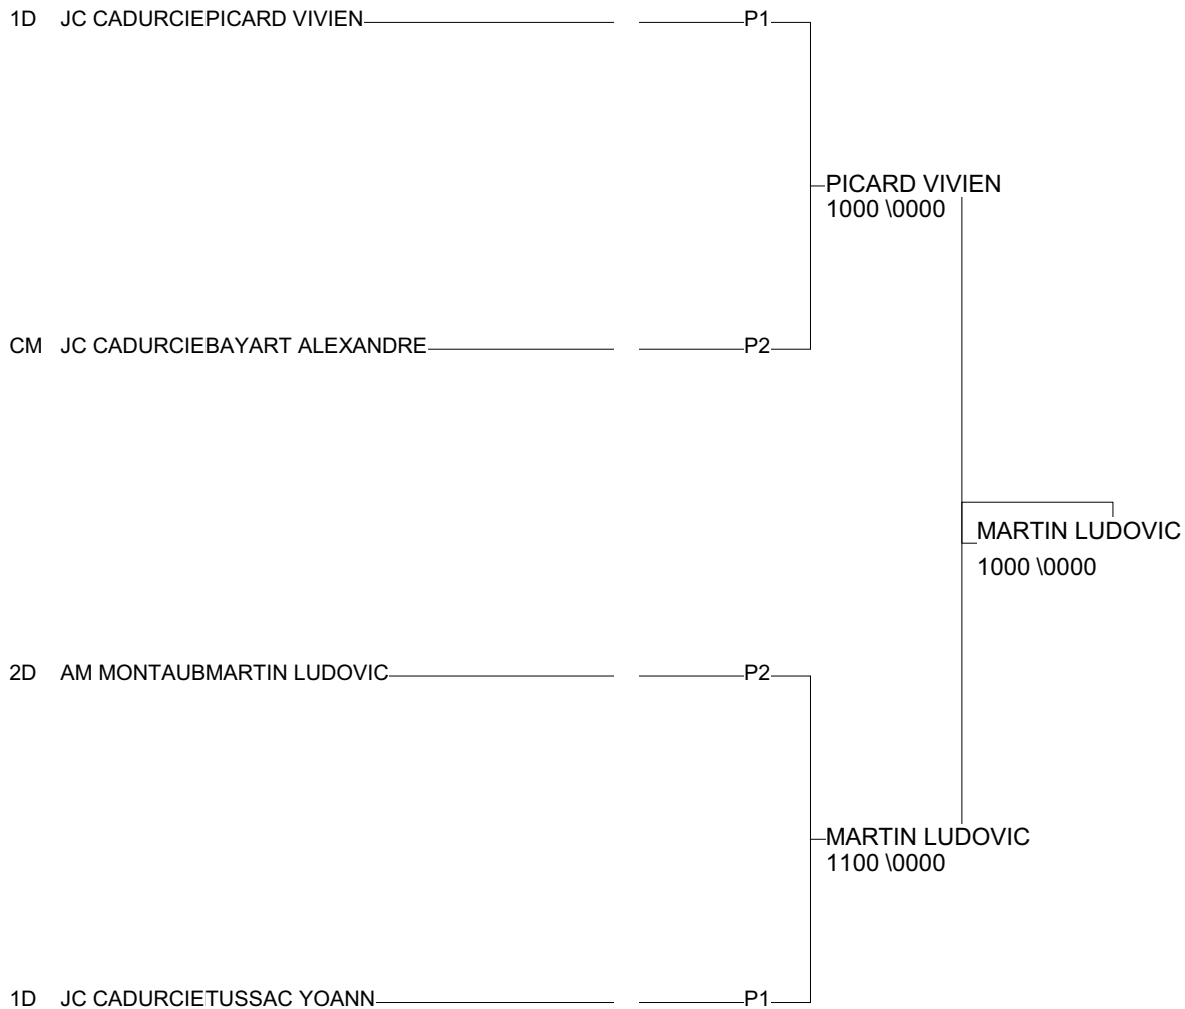 1D JC CADURCIEPICARD VIVIEN P1
PICARD VIVIEN
1000 \0000
CM JC CADURCIEBAYART ALEXANDRE P2
MARTIN LUDOVIC
1000 \0000
2D AM MONTAUBMARTIN LUDOVIC P2
MARTIN LUDOVIC
1100 \0000
1D JC CADURCIETUSSAC YOANN P1